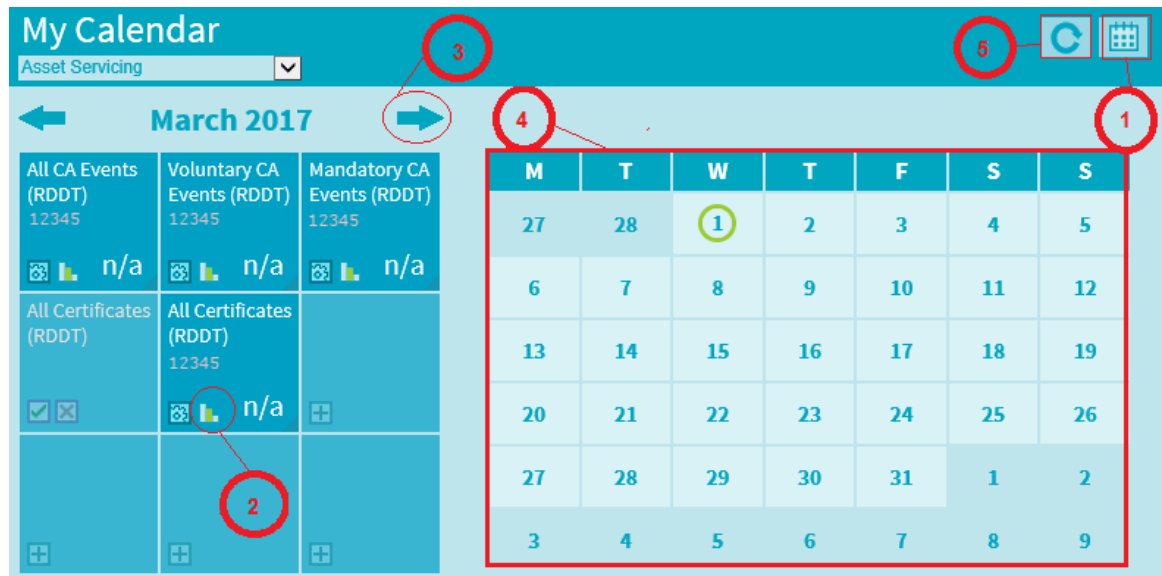 My Calendar
Asset Servicing
3
5
1
March 2017
4
All CA Events
(RDDT)
12345
n/a
Voluntary CA
Events (RDDT)
12345
n/a
Mandatory CA
Events (RDDT)
12345
n/a
All Certificates
(RDDT)
All Certificates
(RDDT)
12345
n/a
2
M T W T F S S
27 28 1 2 3 4 5
6 7 8 9 10 11 12
13 14 15 16 17 18 19
20 21 22 23 24 25 26
27 28 29 30 31 1 2
3 4 5 6 7 8 9